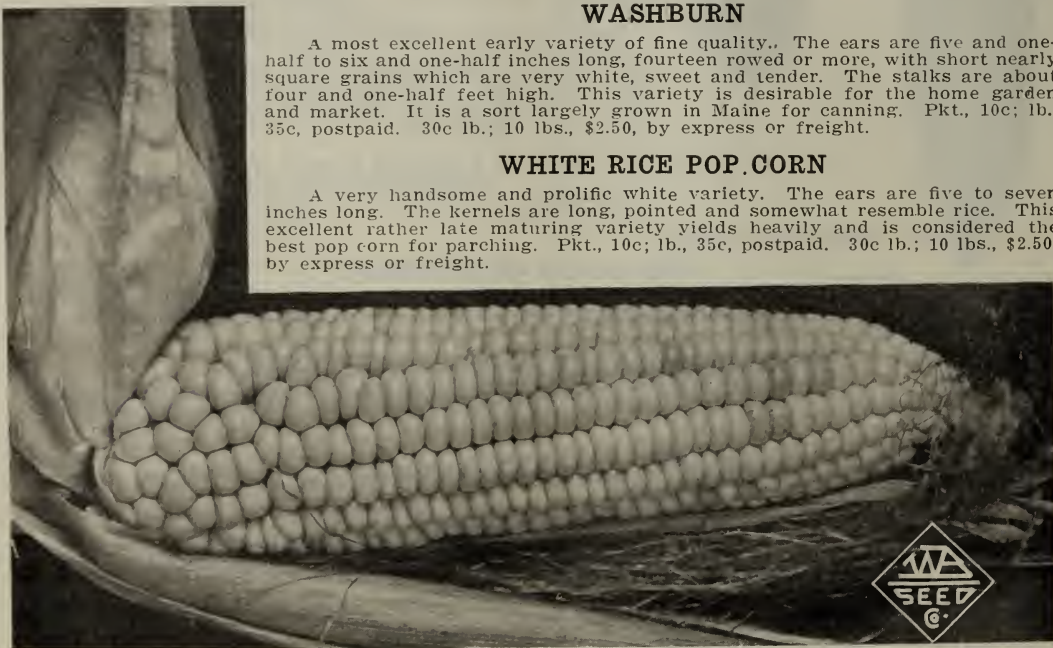 WASHBURN
A most excellent early variety of fine quality.. The ears are five and one-
half to six and one-half inches long, fourteen rowed or more, with short nearly
square grains which are very white, sweet and tender. The stalks are about
four and one-half feet high. This variety is desirable for the home garden
and market. It is a sort largely grown in Maine for canning. Pkt., 10c; lb.
35c, postpaid. 30c lb.; 10 lbs., $2.50, by express or freight.
WHITE RICE POP.CORN
A very handsome and prolific white variety. The ears are five to seven
inches long. The kernels are long, pointed and somewhat resemble rice. This
excellent rather late maturing variety yields heavily and is considered the
best pop corn for parching. Pkt., 10c; lb., 35c, postpaid. 30c lb.; 10 lbs., $2.50
by express or freight.
WA
SEED
Co.